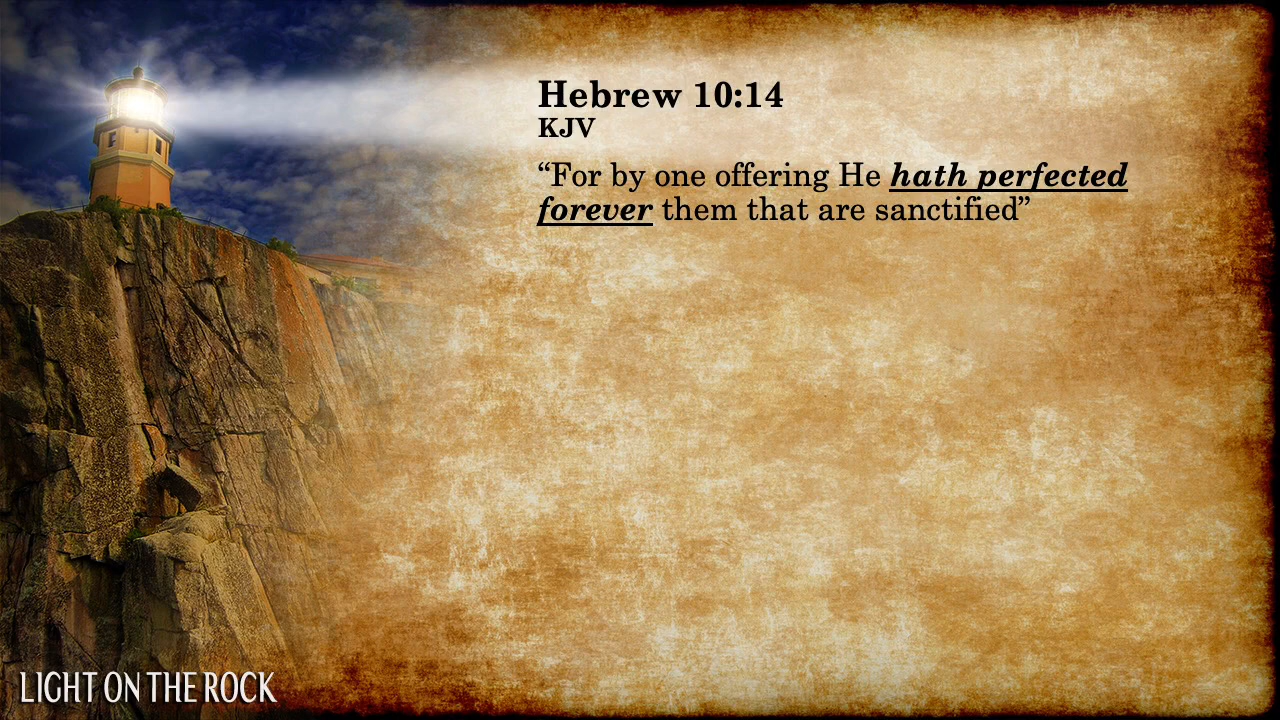 Hebrew 10:14
KJV
“For by one offering He hath perfected
forever them that are sanctified”
LIGHT ON THE ROCK